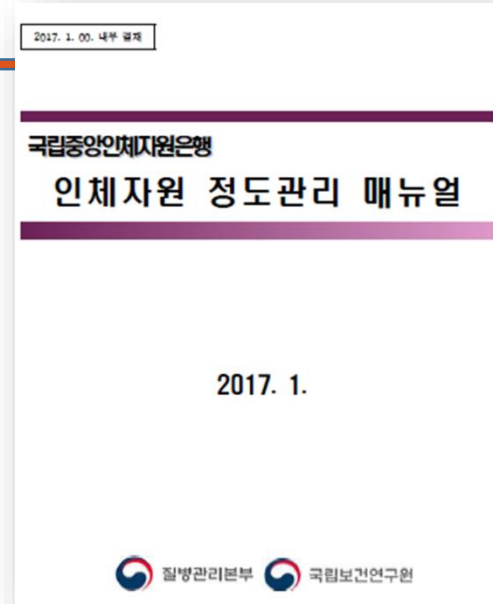 2017. 1. 00. 내부 결재
국립중앙인체자원은행
인체자원 정도관리 매뉴얼
2017. 1.
질병관리본부 국립보건연구원